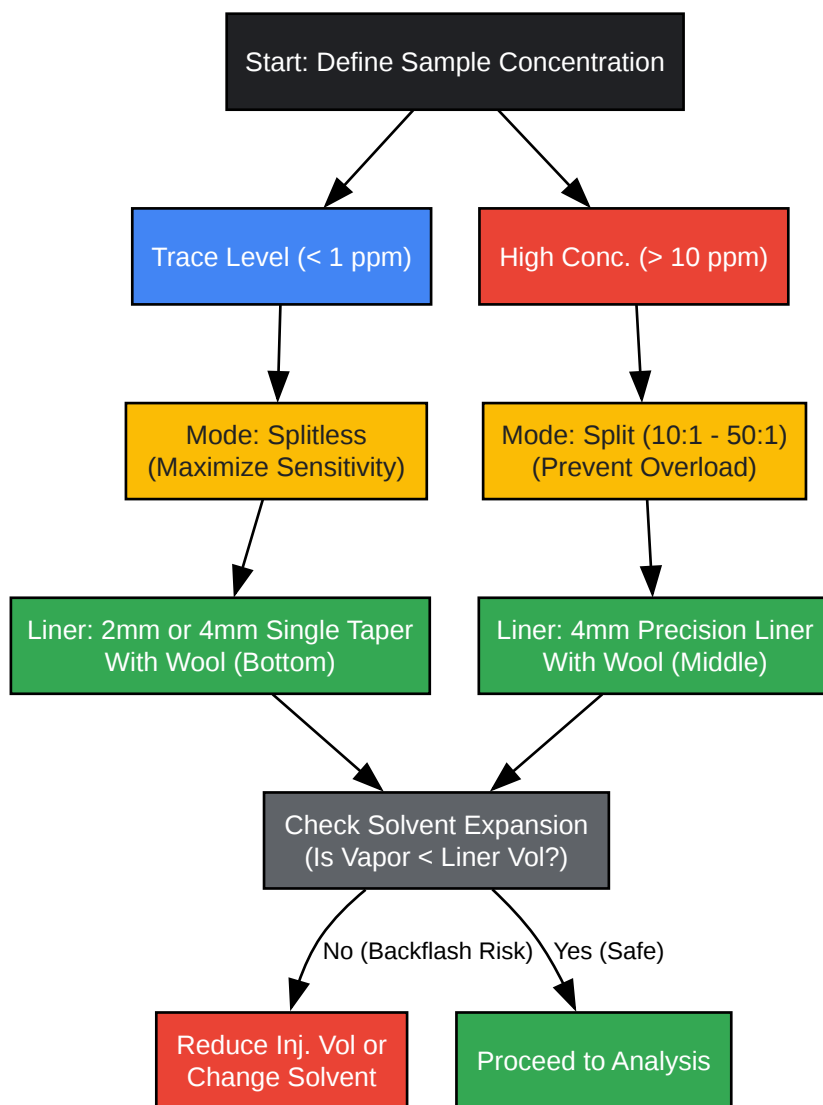 Start: Define Sample Concentration
Trace Level (< 1 ppm)
High Conc. (> 10 ppm)
Mode: Splitless
(Maximize Sensitivity)
Mode: Split (10:1 - 50:1)
(Prevent Overload)
Liner: 2mm or 4mm Single Taper
With Wool (Bottom)
Liner: 4mm Precision Liner
With Wool (Middle)
Check Solvent Expansion
(Is Vapor < Liner Vol?)
No (Backflash Risk)
Yes (Safe)
Reduce Inj. Vol or
Change Solvent
Proceed to Analysis